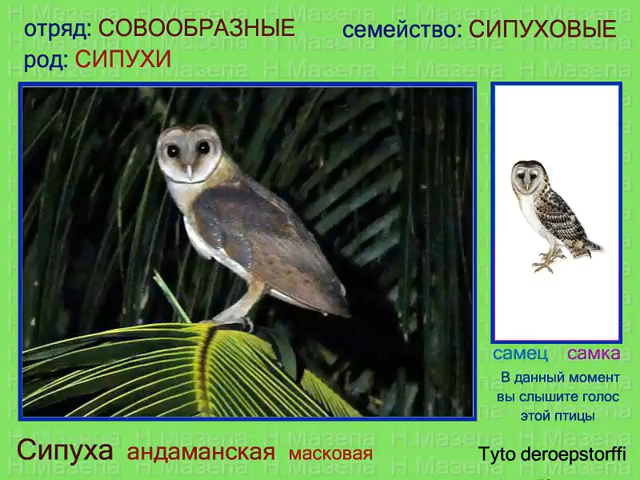 отряд: СОВООБРАЗНЫЕ семейство: СИПУХОВЫЕ
род: СИПУХИ
самец самка
В данный момент
вы слышите голос
этой птицы
Сипуха андаманская масковая Tyto deroepstorffi
Н.Мазепа